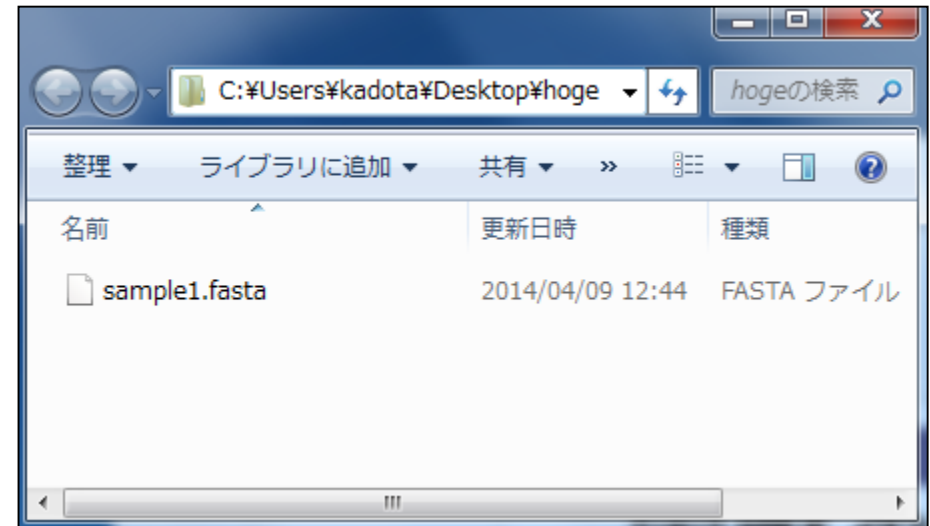 C:¥Users¥kadota¥Desktop¥hoge hogeの検索
整理 ライブラリに追加 共有 »
名前 更新日時 種類
sample1.fasta 2014/04/09 12:44 FASTA ファイル